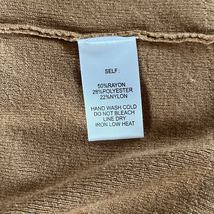 SELF:
50%RAYON
28%POLYESTER
22%NYLON
HAND WASH COLD
DO NOT BLEACH
LINE DRY
IRON LOW HEAT